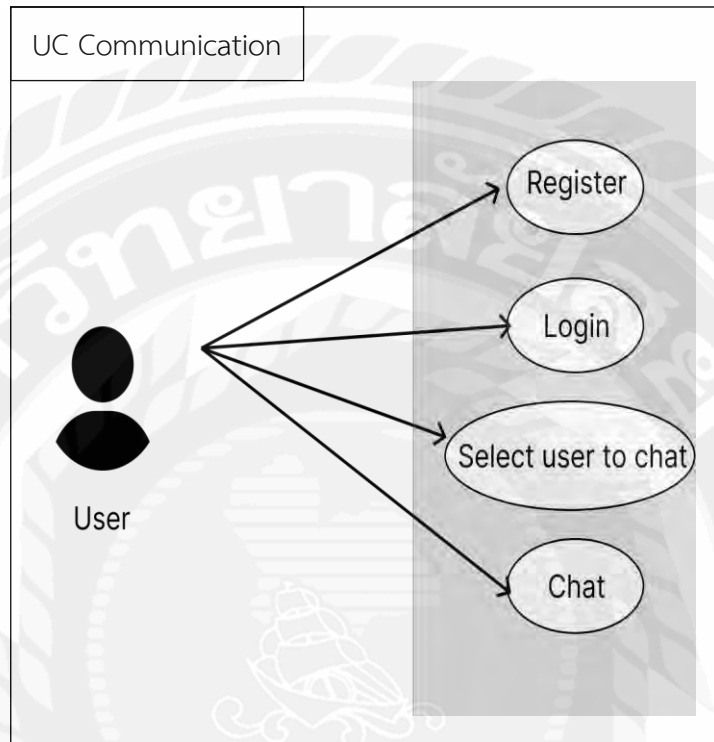 UC Communication
Register
Login
Select user to chat
User
Chat